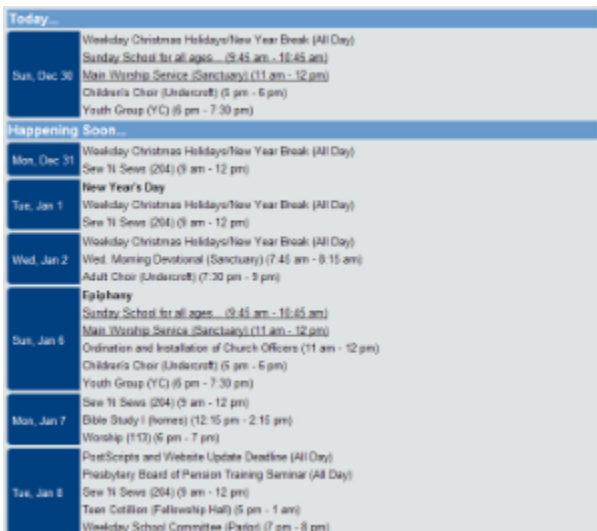 Today...
Sun, Dec 30
Weekday Christmas Holidays/New Year Break (All Day)
Sunday School for all ages... (9:45 am - 10:45 am)
Main Worship Service (Sanctuary) (11 am - 12 pm)
Children's Choir (Undercroft) (5 pm - 6 pm)
Youth Group (YC) (6 pm - 7:30 pm)
Happening Soon...
Mon, Dec 31
Weekday Christmas Holidays/New Year Break (All Day)
Sew 'N Sews (204) (9 am - 12 pm)
Tue, Jan 1
New Year's Day
Weekday Christmas Holidays/New Year Break (All Day)
Sew 'N Sews (204) (9 am - 12 pm)
Wed, Jan 2
Weekday Christmas Holidays/New Year Break (All Day)
Wed. Morning Devotional (Sanctuary) (7:45 am - 8:15 am)
Adult Choir (Undercroft) (7:30 pm - 9 pm)
Sun, Jan 6
Epiphany
Sunday School for all ages... (9:45 am - 10:45 am)
Main Worship Service (Sanctuary) (11 am - 12 pm)
Ordination and Installation of Church Officers (11 am - 12 pm)
Children's Choir (Undercroft) (5 pm - 6 pm)
Youth Group (YC) (6 pm - 7:30 pm)
Mon, Jan 7
Sew 'N Sews (204) (9 am - 12 pm)
Bible Study I (homes) (12:15 pm - 2:15 pm)
Worship (113) (6 pm - 7 pm)
Tue, Jan 8
PostScripts and Website Update Deadline (All Day)
Presbytery Board of Pension Training Seminar (All Day)
Sew 'N Sews (204) (9 am - 12 pm)
Teen Cotillion (Fellowship Hall) (5 pm - 1 am)
Weekday School Committee (Parlor) (7 pm - 8 pm)